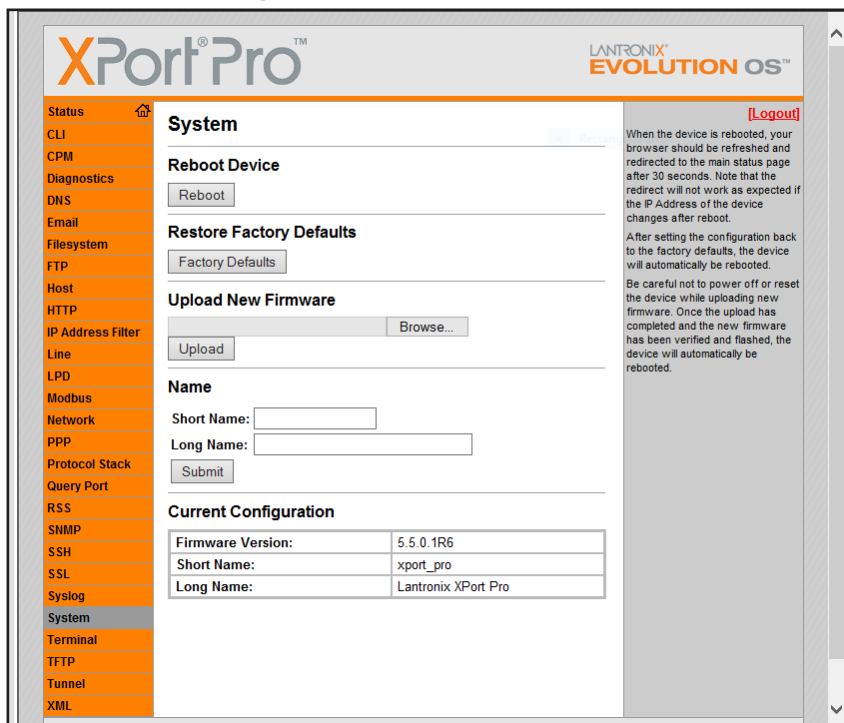 XPort® Pro™
LANTRONIX®
EVOLUTION OS™
Status
CLI
CPM
Diagnostics
DNS
Email
Filesystem
FTP
Host
HTTP
IP Address Filter
Line
LPD
Modbus
Network
PPP
Protocol Stack
Query Port
RSS
SNMP
SSH
SSL
Syslog
System
Terminal
TFTP
Tunnel
XML
System
Reboot Device
Reboot
Restore Factory Defaults
Factory Defaults
Upload New Firmware
Browse...
Upload
Name
Short Name:
Long Name:
Submit
Current Configuration
Firmware Version: 5.5.0.1R6
Short Name: xport_pro
Long Name: Lantronix XPort Pro
[Logout]
When the device is rebooted, your
browser should be refreshed and
redirected to the main status page
after 30 seconds. Note that the
redirect will not work as expected if
the IP Address of the device
changes after reboot.
After setting the configuration back
to the factory defaults, the device
will automatically be rebooted.
Be careful not to power off or reset
the device while uploading new
firmware. Once the upload has
completed and the new firmware
has been verified and flashed, the
device will automatically be
rebooted.